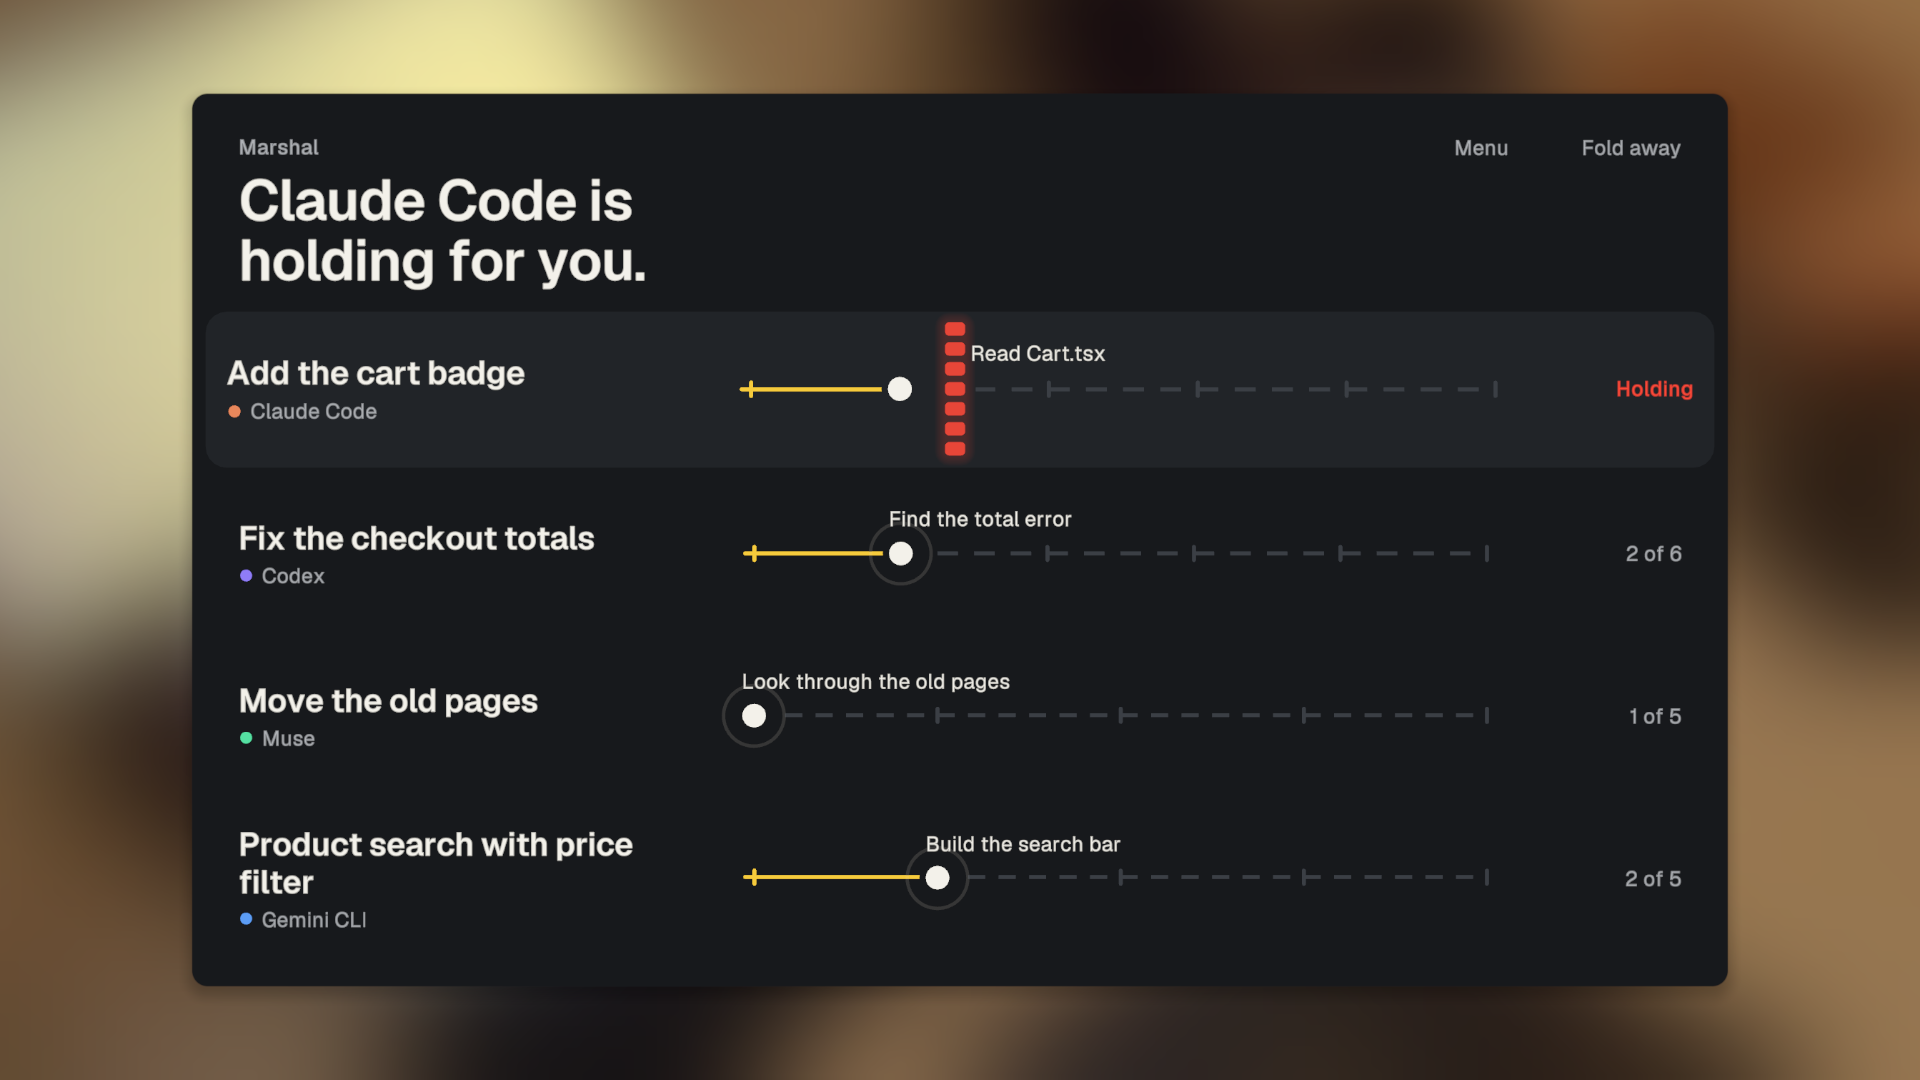 Marshal
Menu
Fold away
Claude Code is
holding for you.
Add the cart badge
Claude Code
Read Cart.tsx
Holding
Fix the checkout totals
Codex
Find the total error
2 of 6
Move the old pages
Muse
Look through the old pages
1 of 5
Product search with price
filter
Gemini CLI
Build the search bar
2 of 5